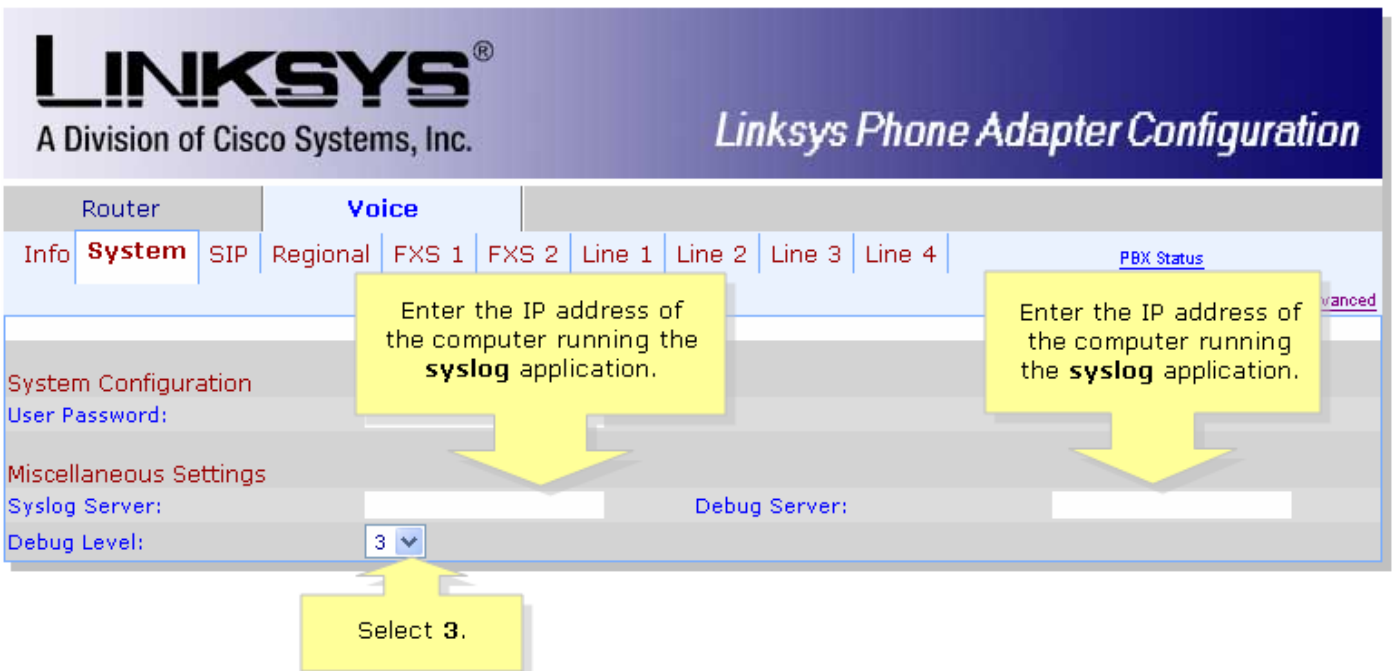 LINKSYS®
A Division of Cisco Systems, Inc.
Linksys Phone Adapter Configuration
Router Voice
Info System SIP Regional FXS 1 FXS 2 Line 1 Line 2 Line 3 Line 4 PBX Status
Enter the IP address of
the computer running the
syslog application.
Enter the IP address of
the computer running
the syslog application.
System Configuration
User Password:
Miscellaneous Settings
Syslog Server: Debug Server:
Debug Level: 3
Select 3.